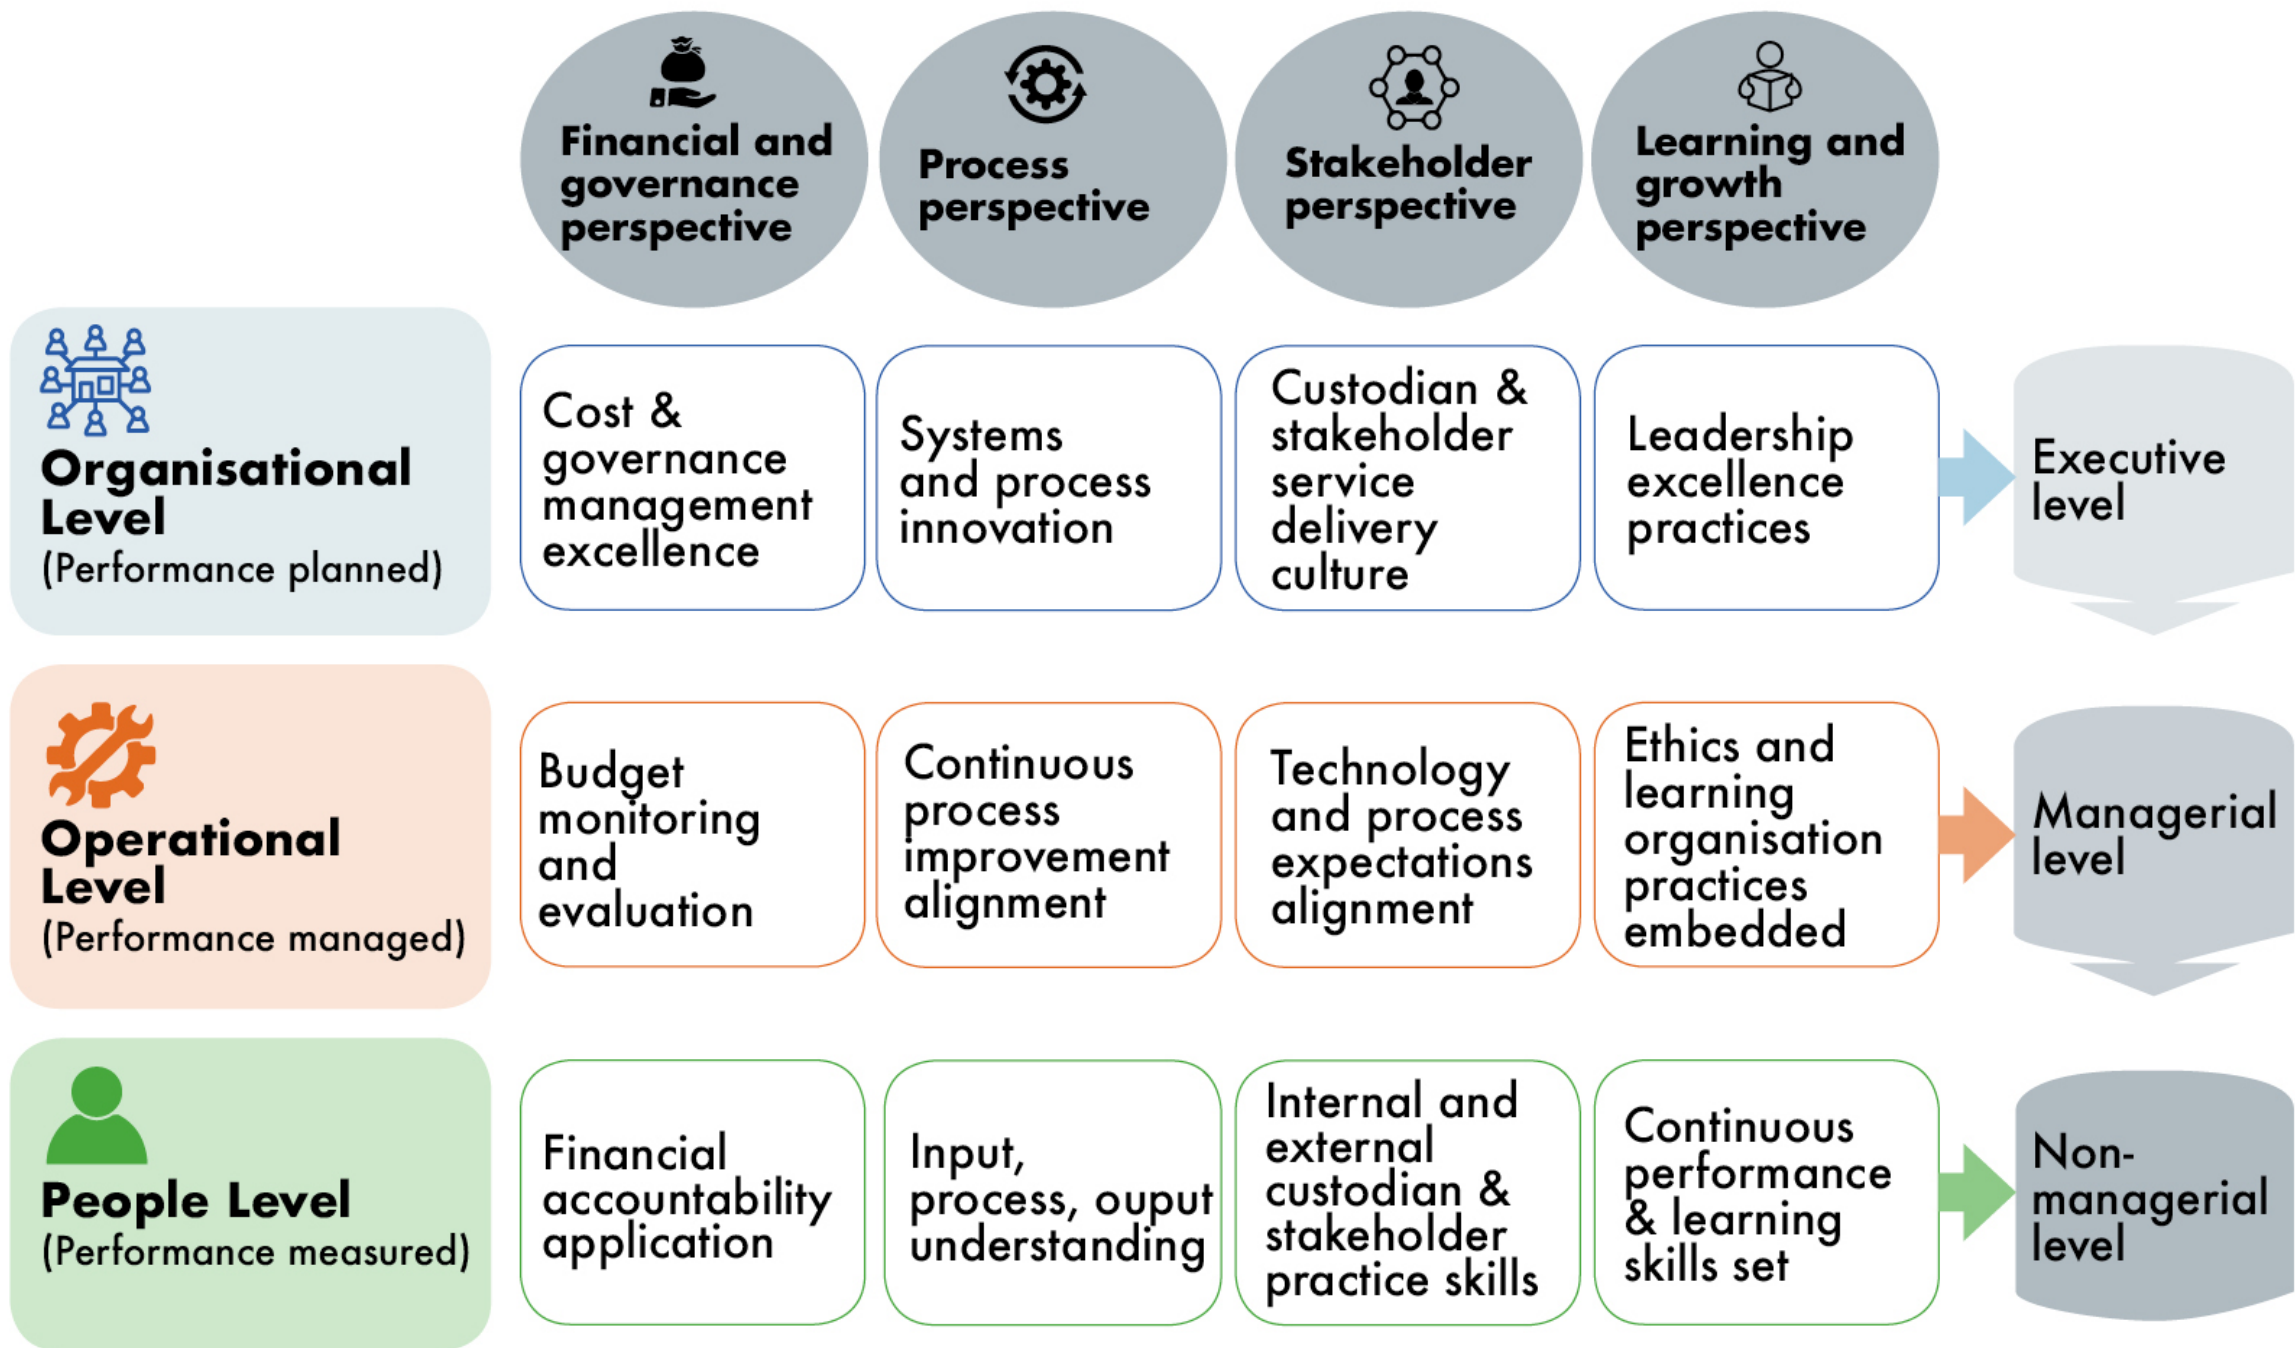 Financial and
governance
perspective
Process
perspective
Stakeholder
perspective
Learning and
growth
perspective
Organisational
Level
(Performance planned)
Cost &
governance
management
excellence
Systems
and process
innovation
Custodian &
stakeholder
service
delivery
culture
Leadership
excellence
practices
Executive
level
Operational
Level
(Performance managed)
Budget
monitoring
and
evaluation
Continuous
process
improvement
alignment
Technology
and process
expectations
alignment
Ethics and
learning
organisation
practices
embedded
Managerial
level
People Level
(Performance measured)
Financial
accountability
application
Input,
process, ouput
understanding
Internal and
external
custodian &
stakeholder
practice skills
Continuous
performance
& learning
skills set
Non-
managerial
level